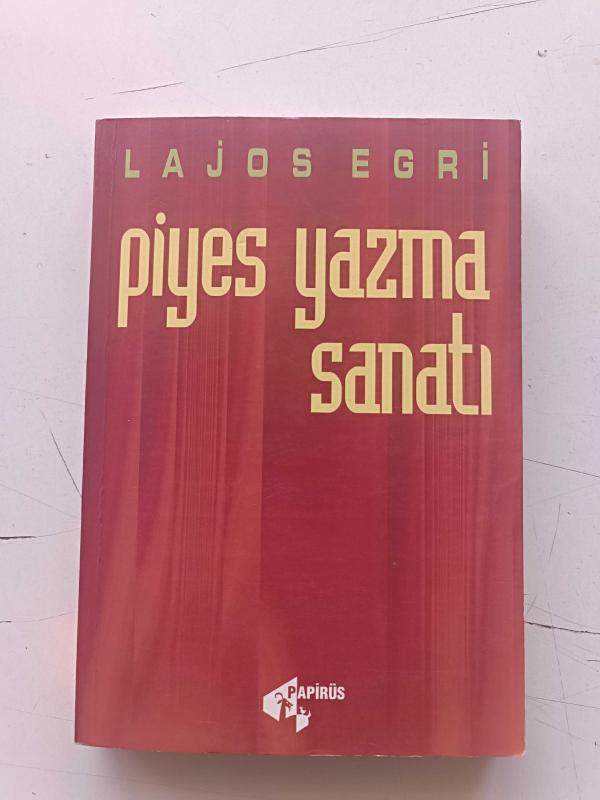 LAJOS EGRİ
piyes yazma
sanatı
PAPİRÜS